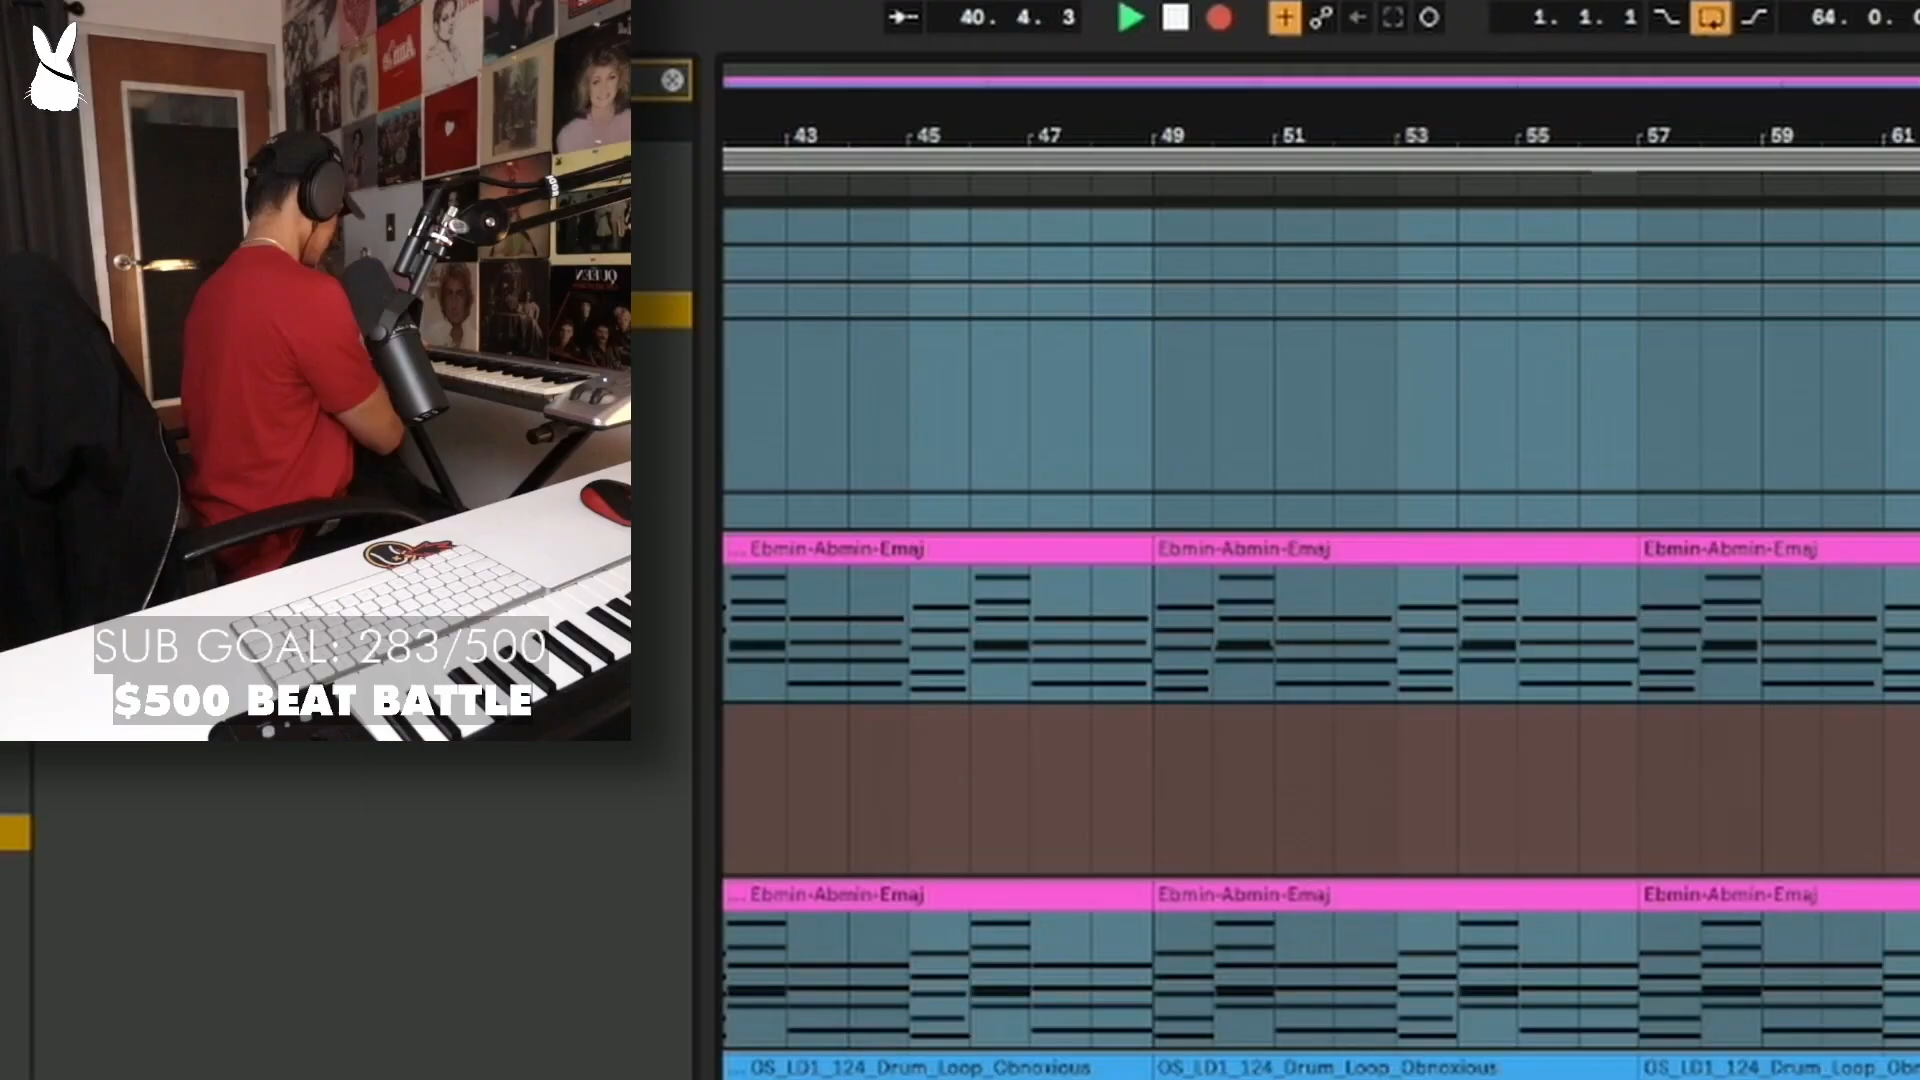 40. 4. 3
1. 1. 1
64. 0.
43 45 47 49 51 53 55 57 59 61
... Ebmin-Abmin-Emaj
Ebmin-Abmin-Emaj
Ebmin-Abmin-Emaj
QUEEN
SUB GOAL: 283/500
$500 BEAT BATTLE
... Ebmin-Abmin-Emaj
Ebmin-Abmin-Emaj
Ebmin-Abmin-Emaj
... OS_LD1_124_Drum_Loop_Obnoxious
OS_LD1_124_Drum_Loop_Obnoxious
OS_LD1_124_Drum_Loop_Obn